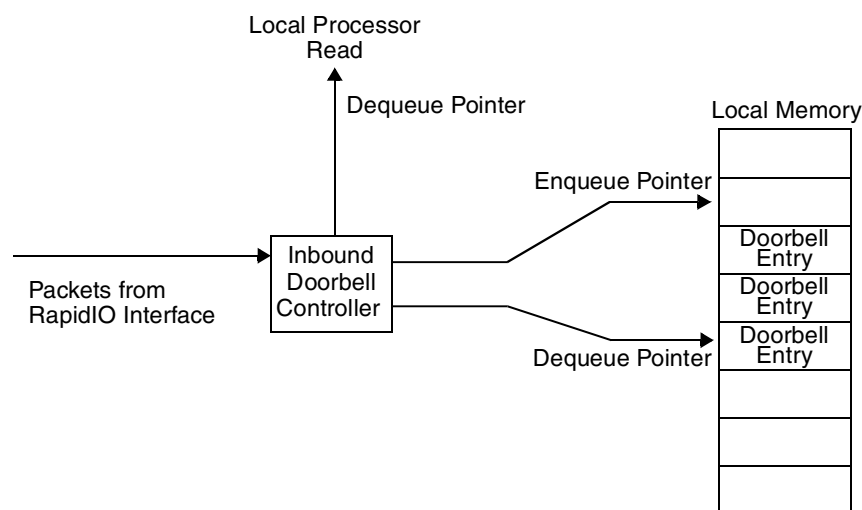 Local Processor
Read
Dequeue Pointer
Local Memory
Enqueue Pointer
Inbound
Doorbell
Controller
Packets from
RapidIO Interface
Dequeue Pointer
Doorbell
Entry
Doorbell
Entry
Doorbell
Entry